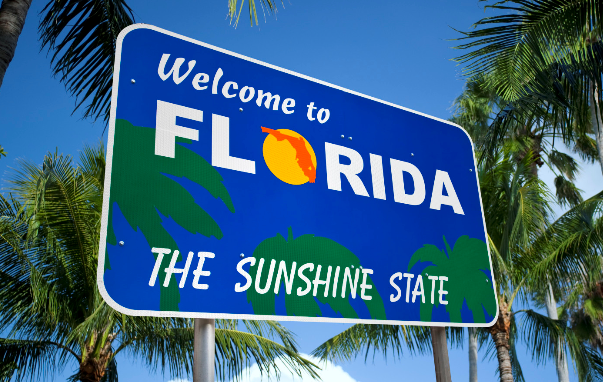 Welcome to
FLORIDA
THE SUNSHINE STATE